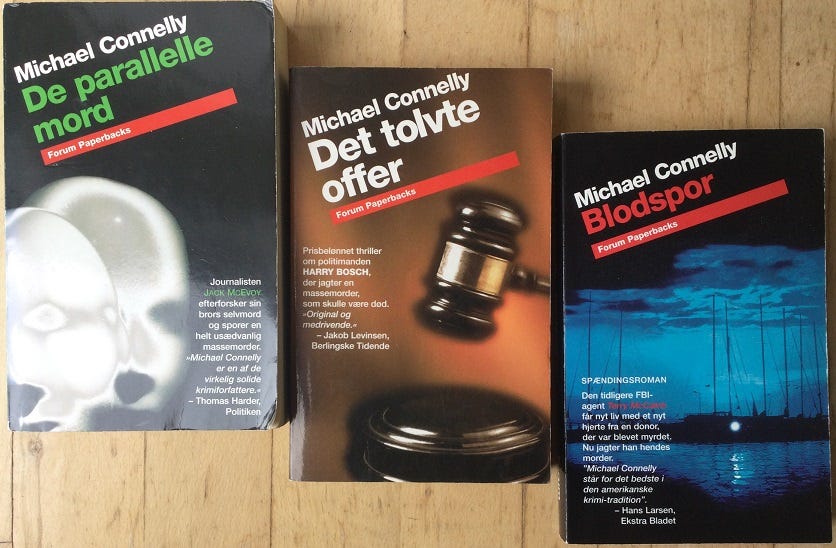 Michael Connelly
De parallelle
mord
Forum Paperbacks
Journalisten
JACK MCEVOY
efterforsker sin
brors selvmord
og sporer en
helt usædvanlig
massemorder.
»Michael Connelly
er en af de
virkelig solide
krimiforfattere.«
– Thomas Harder,
Politiken
Michael Connelly
Det tolvte
offer
Forum Paperbacks
Prisbelønnet thriller
om politimanden
HARRY BOSCH,
der jagter en
massemorder,
som skulle være død.
»Original og
medrivende.«
– Jakob Levinsen,
Berlingske Tidende
Michael Connelly
Blodspor
Forum Paperbacks
SPÆNDINGSROMAN
Den tidligere FBI-
agent Terry McCaleb
får nyt liv med et nyt
hjerte fra en donor,
der var blevet myrdet.
Nu jagter han hendes
morder.
"Michael Connelly
står for det bedste i
den amerikanske
krimi-tradition".
– Hans Larsen,
Ekstra Bladet